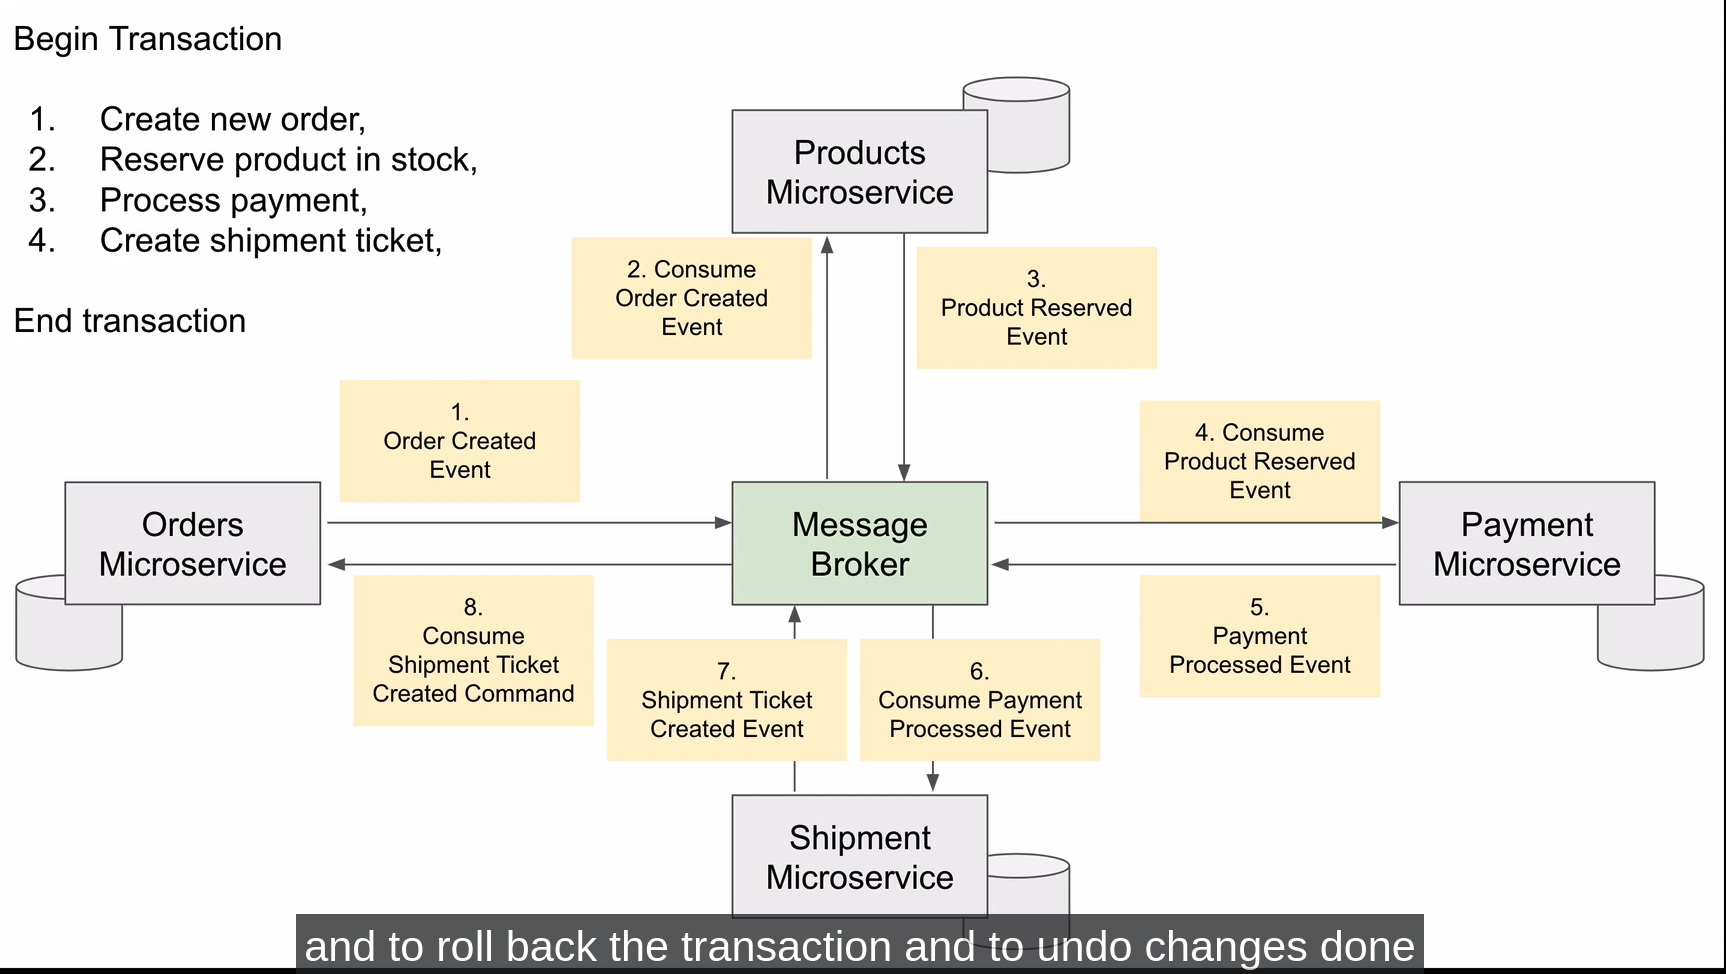 Begin Transaction
1. Create new order,
2. Reserve product in stock,
3. Process payment,
4. Create shipment ticket,
End transaction
Products
Microservice
2. Consume
Order Created
Event
3.
Product Reserved
Event
1.
Order Created
Event
4. Consume
Product Reserved
Event
Orders
Microservice
Message
Broker
Payment
Microservice
8.
Consume
Shipment Ticket
Created Command
7.
Shipment Ticket
Created Event
6.
Consume Payment
Processed Event
5.
Payment
Processed Event
Shipment
Microservice
and to roll back the transaction and to undo changes done